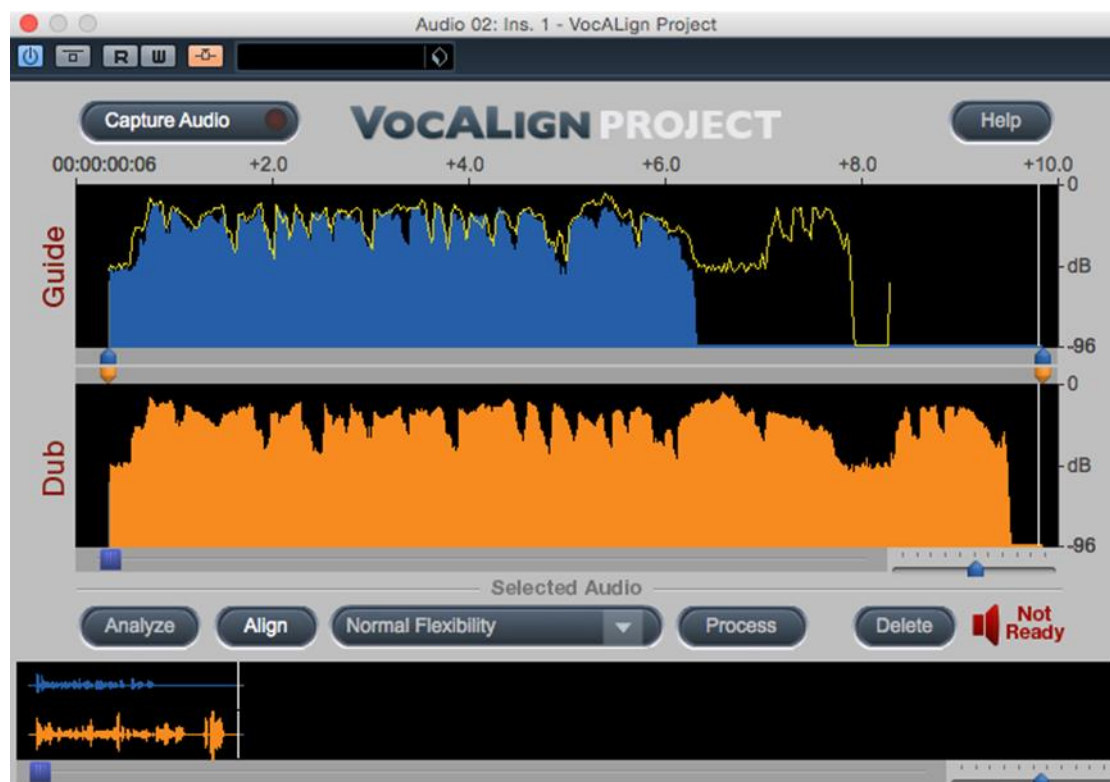 Audio 02: Ins. 1 - VocALign Project
R W
Capture Audio VOCALIGN PROJECT Help
00:00:00:06 +2.0 +4.0 +6.0 +8.0 +10.0
0
Guide
dB
-96
0
Dub
dB
-96
Selected Audio
Analyze Align Normal Flexibility Process Delete Not Ready